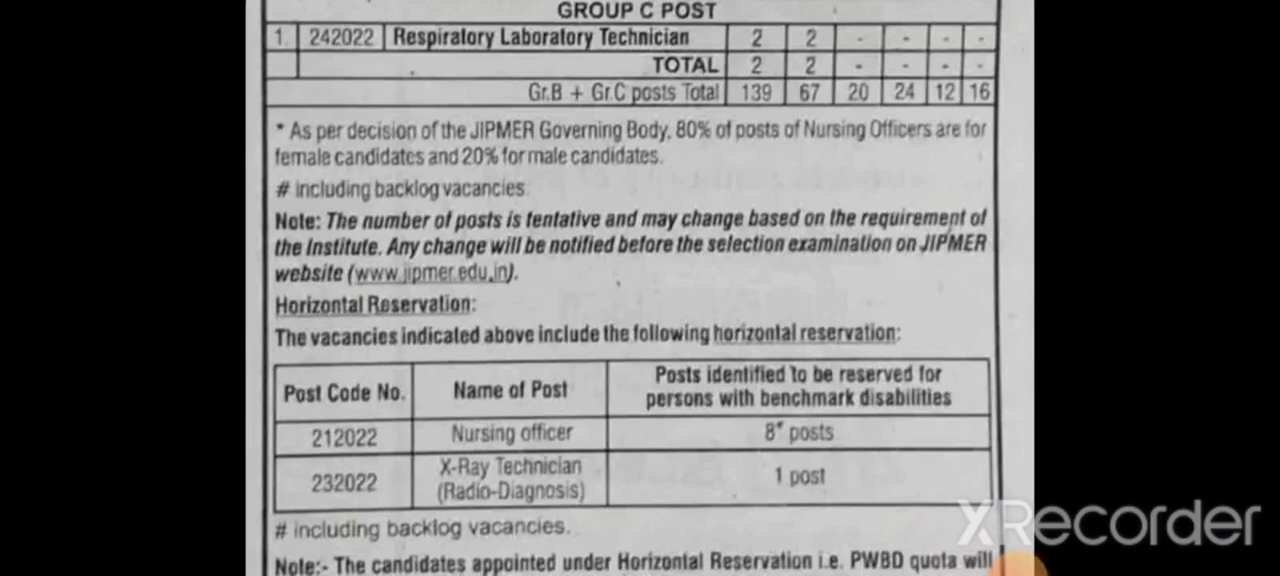 GROUP C POST
1. 242022 Respiratory Laboratory Technician 2 2 - - - -
TOTAL 2 2 - - - -
Gr.B + Gr.C posts Total 139 67 20 24 12 16
* As per decision of the JIPMER Governing Body, 80% of posts of Nursing Officers are for
female candidates and 20% for male candidates.
# including backlog vacancies.
Note: The number of posts is tentative and may change based on the requirement of
the Institute. Any change will be notified before the selection examination on JIPMER
website (www.jipmer.edu.in).
Horizontal Reservation:
The vacancies indicated above include the following horizontal reservation:
Post Code No. Name of Post Posts identified to be reserved for
persons with benchmark disabilities
212022 Nursing officer 8# posts
232022 X-Ray Technician
(Radio-Diagnosis) 1 post
# including backlog vacancies.
Note:- The candidates appointed under Horizontal Reservation i.e. PWBD quota will
XRecorder